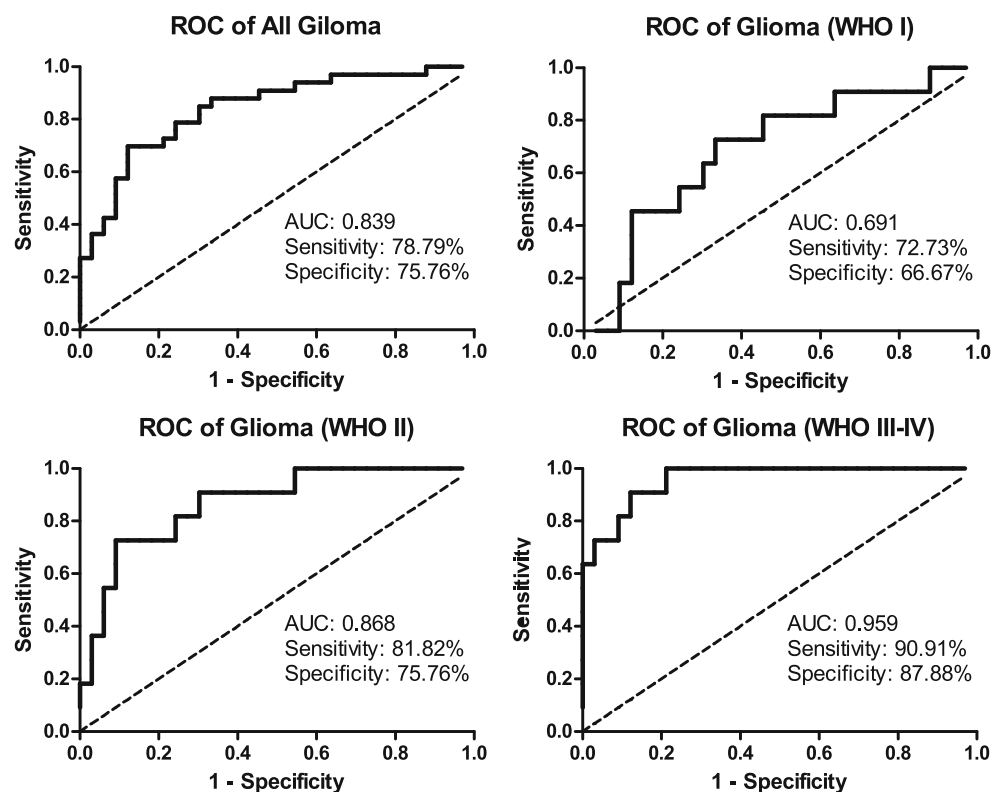 ROC of All Giloma
1.0
0.8
0.6
0.4
0.2
0.0
Sensitivity
AUC: 0.839
Sensitivity: 78.79%
Specificity: 75.76%
0.0 0.2 0.4 0.6 0.8 1.0
1 - Specificity
ROC of Glioma (WHO I)
1.0
0.8
0.6
0.4
0.2
0.0
Sensitivity
AUC: 0.691
Sensitivity: 72.73%
Specificity: 66.67%
0.0 0.2 0.4 0.6 0.8 1.0
1 - Specificity
ROC of Glioma (WHO II)
1.0
0.8
0.6
0.4
0.2
0.0
Sensitivity
AUC: 0.868
Sensitivity: 81.82%
Specificity: 75.76%
0.0 0.2 0.4 0.6 0.8 1.0
1 - Specificity
ROC of Glioma (WHO III-IV)
1.0
0.8
0.6
0.4
0.2
0.0
Sensitivity
AUC: 0.959
Sensitivity: 90.91%
Specificity: 87.88%
0.0 0.2 0.4 0.6 0.8 1.0
1 - Specificity